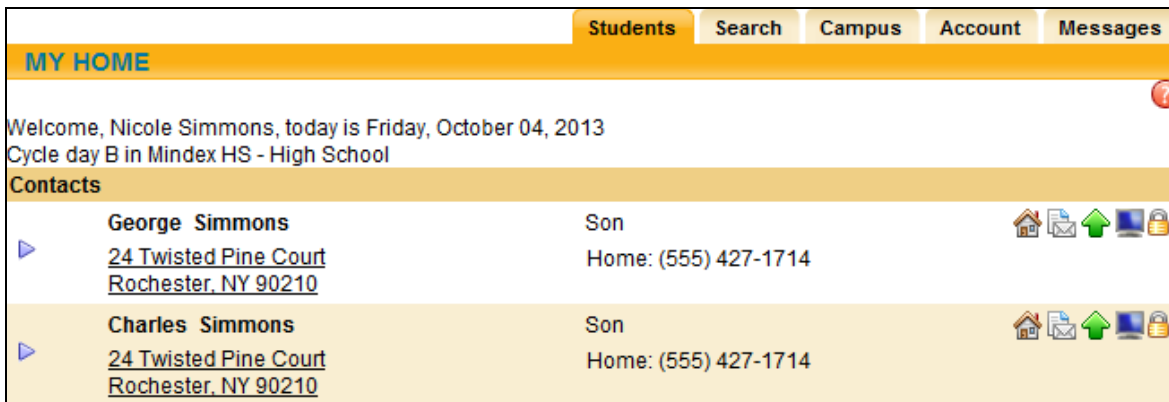 Students Search Campus Account Messages
MY HOME
?
Welcome, Nicole Simmons, today is Friday, October 04, 2013
Cycle day B in Mindex HS - High School
Contacts
George Simmons Son
24 Twisted Pine Court Home: (555) 427-1714
Rochester, NY 90210
Charles Simmons Son
24 Twisted Pine Court Home: (555) 427-1714
Rochester, NY 90210